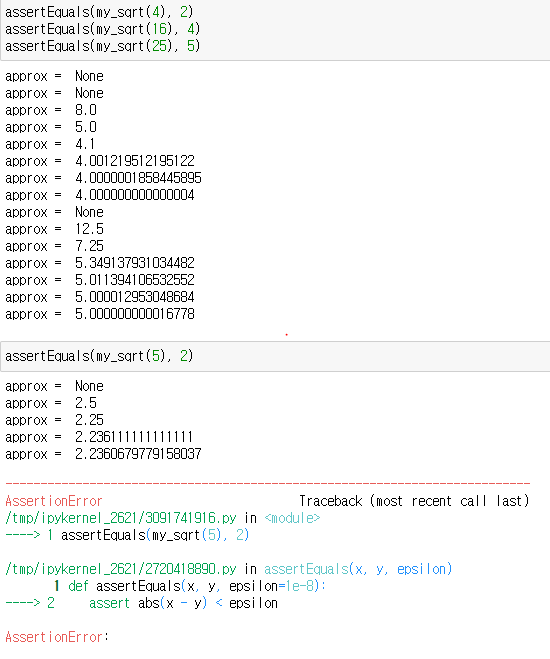 assertEquals(my_sqrt(4), 2)
assertEquals(my_sqrt(16), 4)
assertEquals(my_sqrt(25), 5)
approx =  None
approx =  None
approx =  8.0
approx =  5.0
approx =  4.1
approx =  4.001219512195122
approx =  4.0000001858445895
approx =  4.000000000000004
approx =  None
approx =  12.5
approx =  7.25
approx =  5.349137931034482
approx =  5.011394106532552
approx =  5.000012953048684
approx =  5.000000000016778
assertEquals(my_sqrt(5), 2)
approx =  None
approx =  2.5
approx =  2.25
approx =  2.236111111111111
approx =  2.2360679779158037
---------------------------------------------------------------------------
AssertionError                            Traceback (most recent call last)
/tmp/ipykernel_2621/3091741916.py in <module>
----> 1 assertEquals(my_sqrt(5), 2)
/tmp/ipykernel_2621/2720418890.py in assertEquals(x, y, epsilon)
      1 def assertEquals(x, y, epsilon=1e-8):
----> 2     assert abs(x - y) < epsilon
AssertionError: